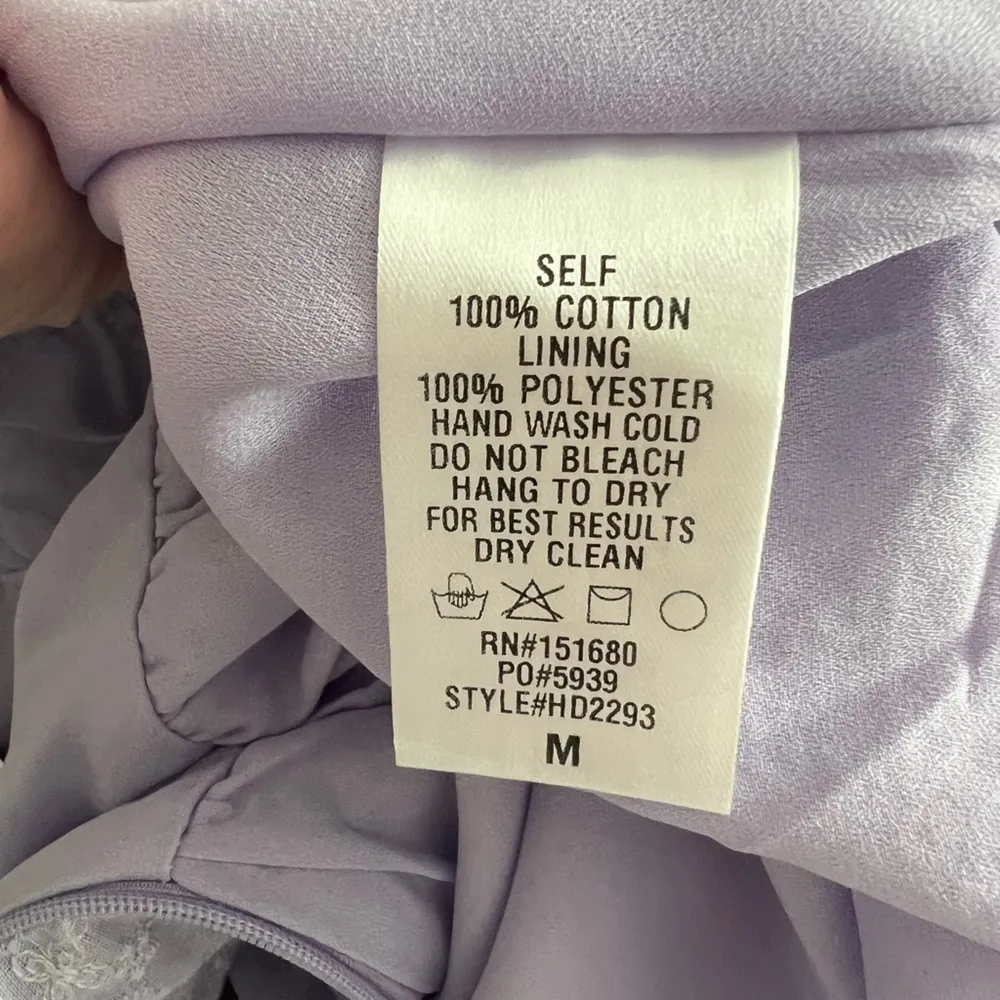 SELF
100% COTTON
LINING
100% POLYESTER
HAND WASH COLD
DO NOT BLEACH
HANG TO DRY
FOR BEST RESULTS
DRY CLEAN
RN#151680
PO#5939
STYLE#HD2293
M